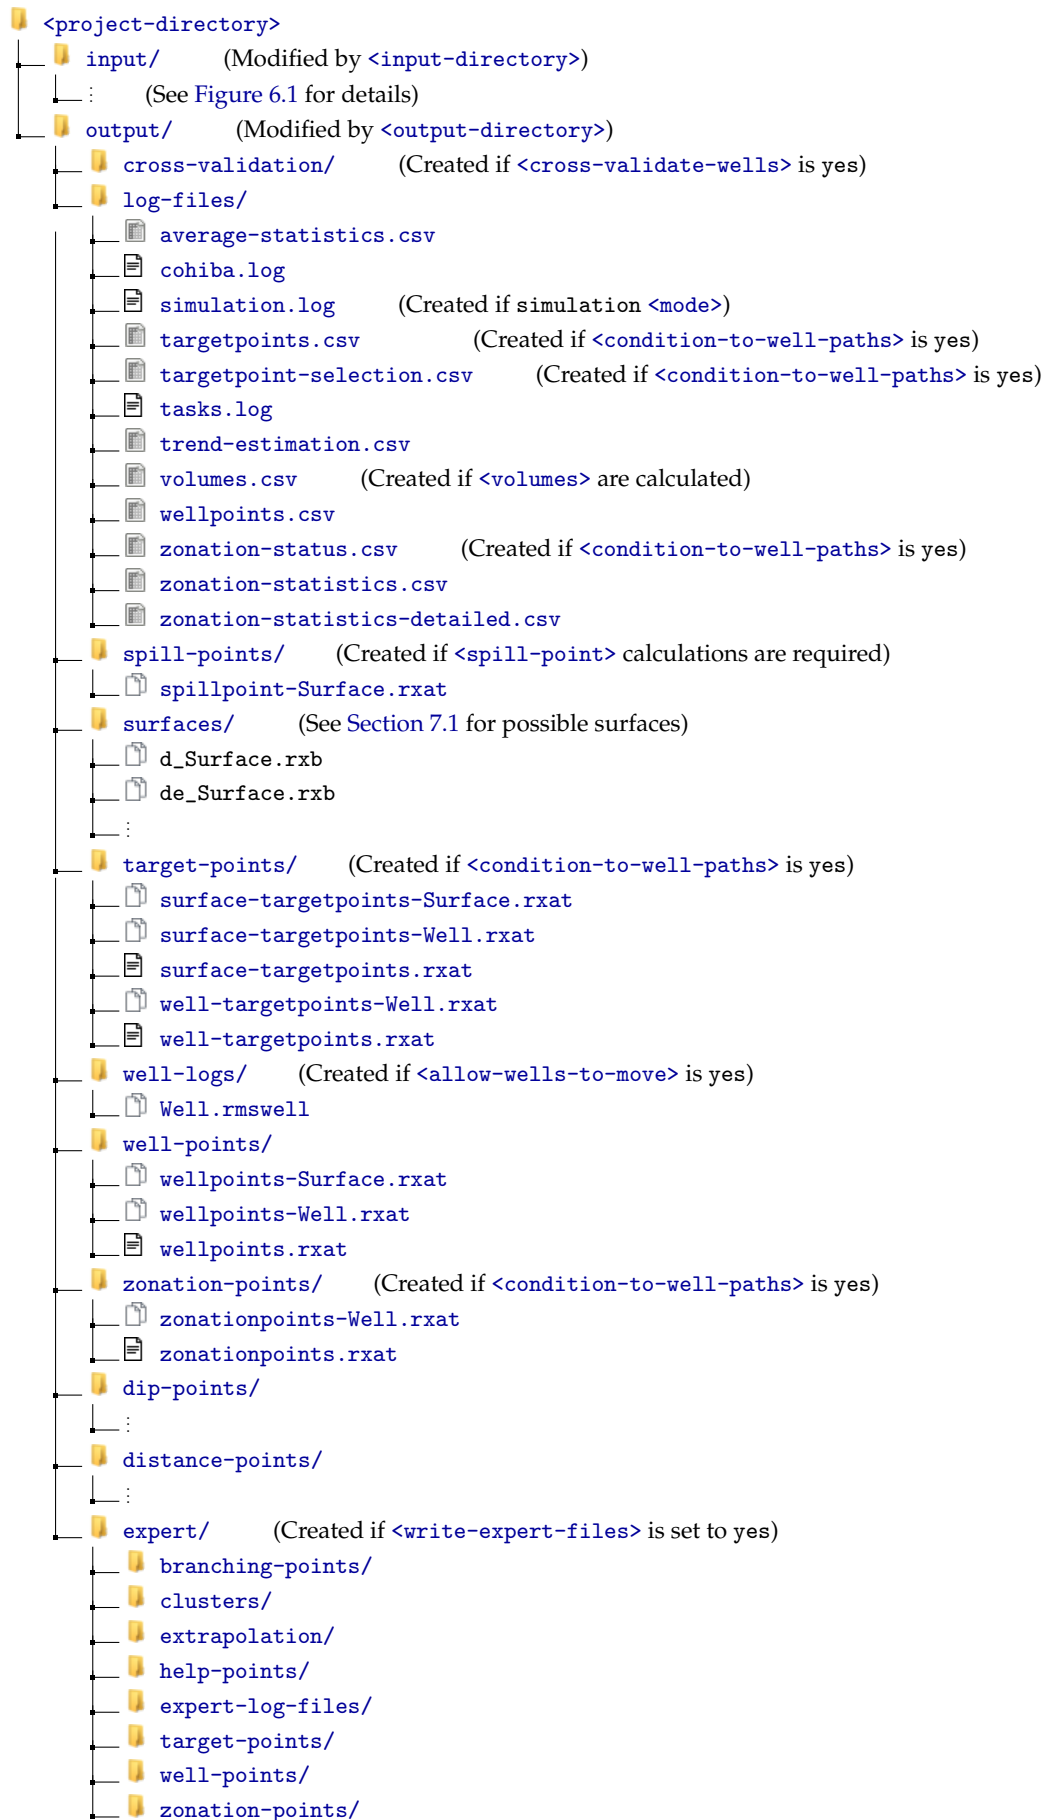 <project-directory>
input/ (Modified by <input-directory>)
⋮ (See Figure 6.1 for details)
output/ (Modified by <output-directory>)
cross-validation/ (Created if <cross-validate-wells> is yes)
log-files/
average-statistics.csv
cohiba.log
simulation.log (Created if simulation <mode>)
targetpoints.csv (Created if <condition-to-well-paths> is yes)
targetpoint-selection.csv (Created if <condition-to-well-paths> is yes)
tasks.log
trend-estimation.csv
volumes.csv (Created if <volumes> are calculated)
wellpoints.csv
zonation-status.csv (Created if <condition-to-well-paths> is yes)
zonation-statistics.csv
zonation-statistics-detailed.csv
spill-points/ (Created if <spill-point> calculations are required)
spillpoint-Surface.rxat
surfaces/ (See Section 7.1 for possible surfaces)
d_Surface.rxb
de_Surface.rxb
⋮
target-points/ (Created if <condition-to-well-paths> is yes)
surface-targetpoints-Surface.rxat
surface-targetpoints-Well.rxat
surface-targetpoints.rxat
well-targetpoints-Well.rxat
well-targetpoints.rxat
well-logs/ (Created if <allow-wells-to-move> is yes)
Well.rmswell
well-points/
wellpoints-Surface.rxat
wellpoints-Well.rxat
wellpoints.rxat
zonation-points/ (Created if <condition-to-well-paths> is yes)
zonationpoints-Well.rxat
zonationpoints.rxat
dip-points/
⋮
distance-points/
⋮
expert/ (Created if <write-expert-files> is set to yes)
branching-points/
clusters/
extrapolation/
help-points/
expert-log-files/
target-points/
well-points/
zonation-points/